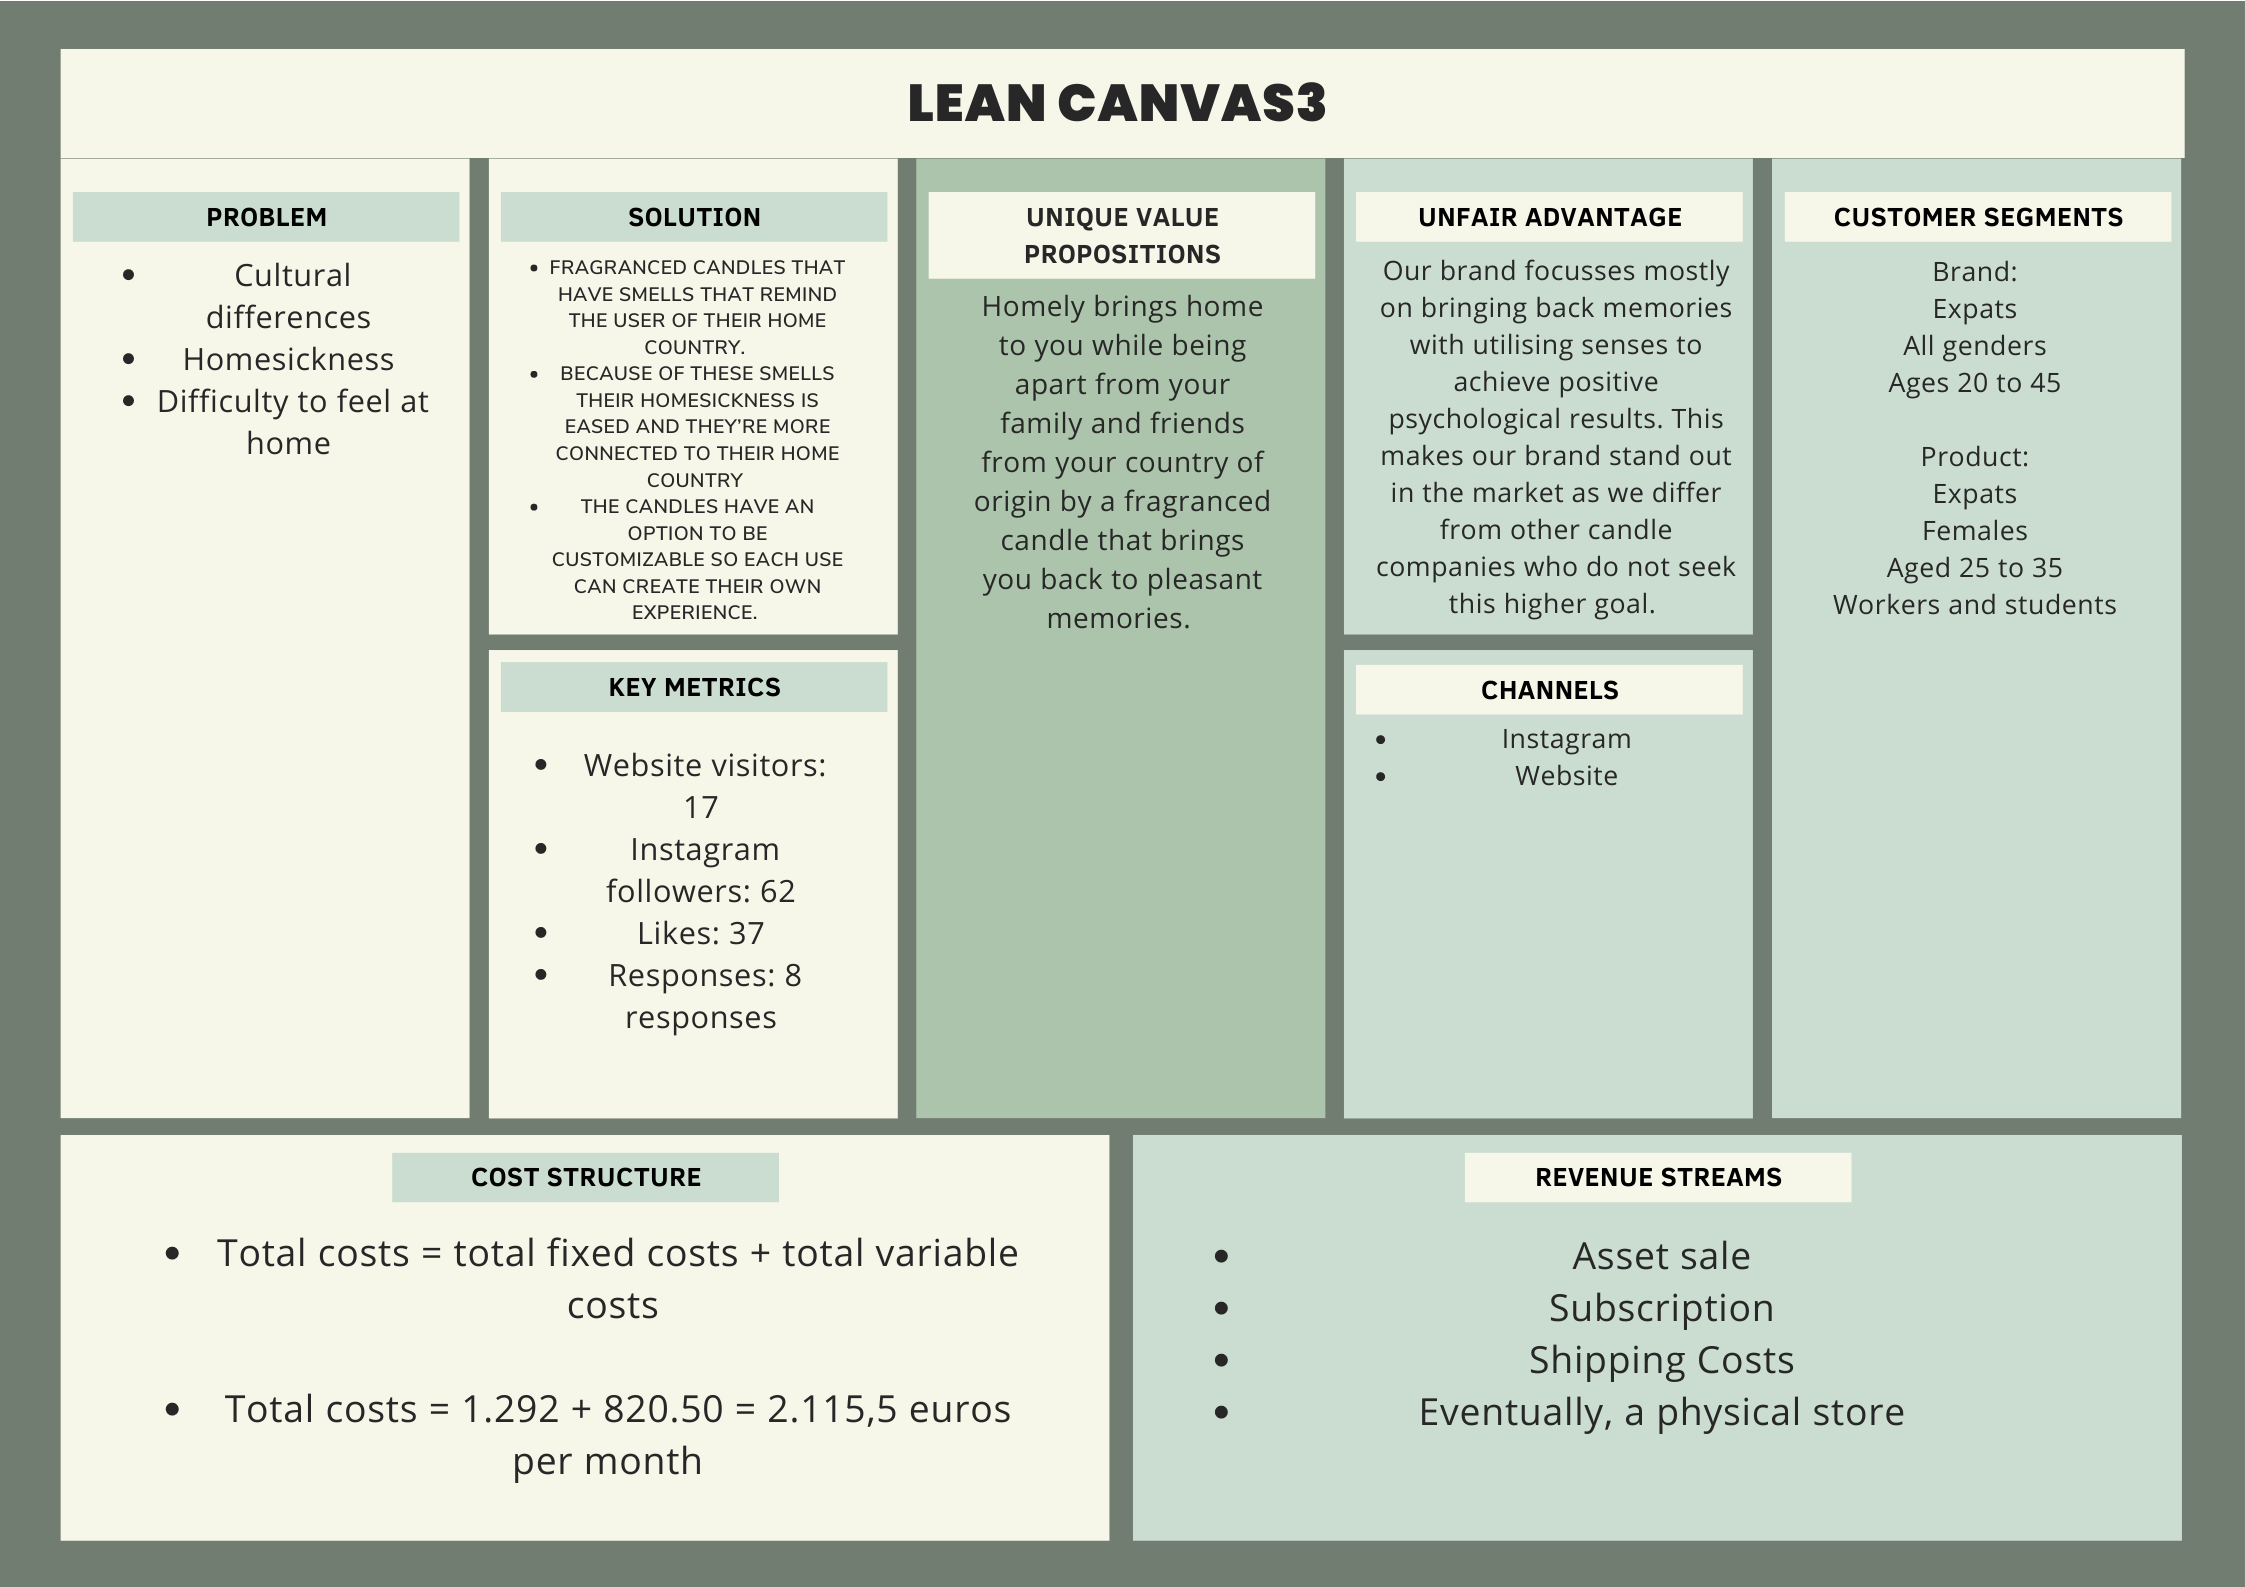 LEAN CANVAS3
PROBLEM
• Cultural
differences
• Homesickness
• Difficulty to feel at
home
SOLUTION
• FRAGRANCED CANDLES THAT
HAVE SMELLS THAT REMIND
THE USER OF THEIR HOME
COUNTRY.
• BECAUSE OF THESE SMELLS
THEIR HOMESICKNESS IS
EASED AND THEY'RE MORE
CONNECTED TO THEIR HOME
COUNTRY
• THE CANDLES HAVE AN
OPTION TO BE
CUSTOMIZABLE SO EACH USE
CAN CREATE THEIR OWN
EXPERIENCE.
KEY METRICS
• Website visitors:
17
• Instagram
followers: 62
• Likes: 37
• Responses: 8
responses
UNIQUE VALUE
PROPOSITIONS
Homely brings home
to you while being
apart from your
family and friends
from your country of
origin by a fragranced
candle that brings
you back to pleasant
memories.
UNFAIR ADVANTAGE
Our brand focusses mostly
on bringing back memories
with utilising senses to
achieve positive
psychological results. This
makes our brand stand out
in the market as we differ
from other candle
companies who do not seek
this higher goal.
CHANNELS
• Instagram
• Website
CUSTOMER SEGMENTS
Brand:
Expats
All genders
Ages 20 to 45
Product:
Expats
Females
Aged 25 to 35
Workers and students
COST STRUCTURE
• Total costs = total fixed costs + total variable
costs
• Total costs = 1.292 + 820.50 = 2.115,5 euros
per month
REVENUE STREAMS
• Asset sale
• Subscription
• Shipping Costs
• Eventually, a physical store